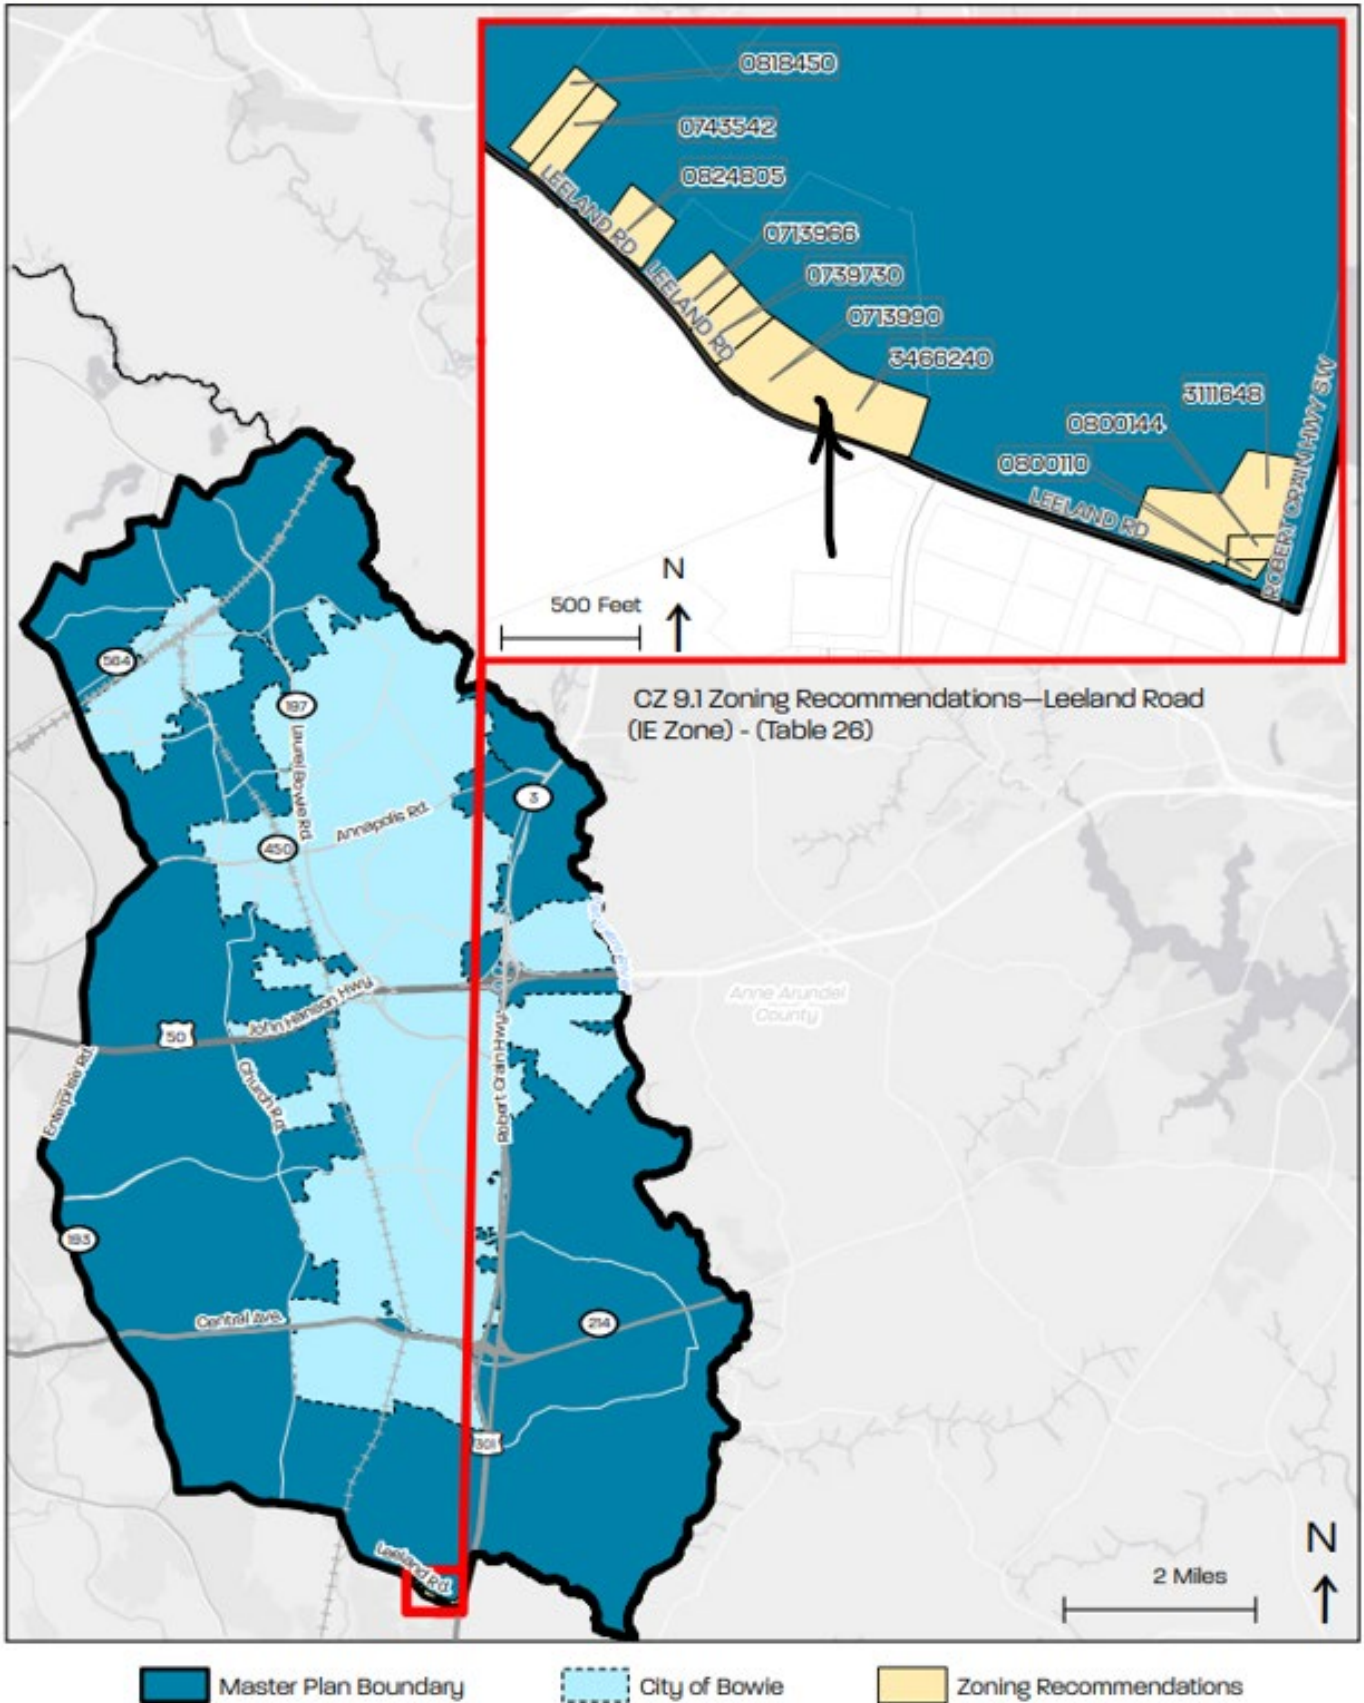 0818450
0743542
0824805
LEELAND RD
0713966
0739730
LEELAND RD
0713990
3466240
3111648
0800144
0800110
LEELAND RD
ROBERT CRAIN HWY SW
N
500 Feet
CZ 9.1 Zoning Recommendations—Leeland Road
(IE Zone) - (Table 26)
564
197
Laurel Bowie Rd.
3
Annapolis Rd.
450
Anne Arundel
County
John Hanson Hwy.
50
Robert Crain Hwy.
Enterprise Rd.
Church Rd.
193
Central Ave.
214
301
Leeland Rd.
N
2 Miles
Master Plan Boundary
City of Bowie
Zoning Recommendations